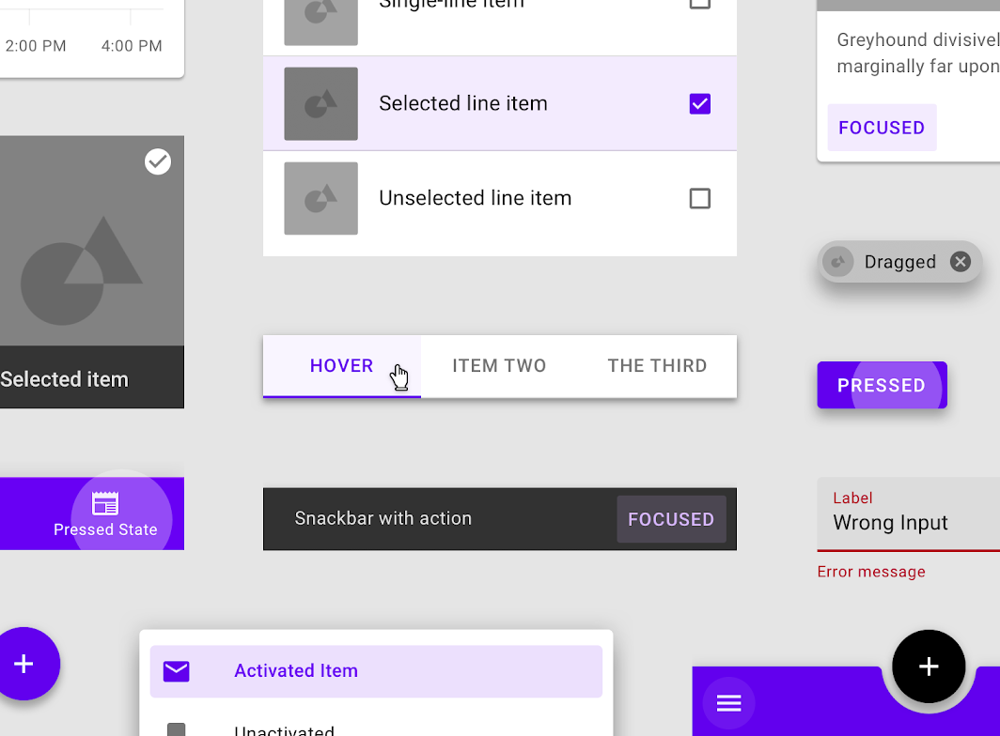 2:00 PM
4:00 PM
Single-line item
Selected line item
Unselected line item
Greyhound
marginally far upon
FOCUSED
Selected item
Dragged
HOVER
ITEM TWO
THE THIRD
PRESSED
Pressed State
Snackbar with action
FOCUSED
Label
Wrong Input
Error message
Activated Item
Unactivated